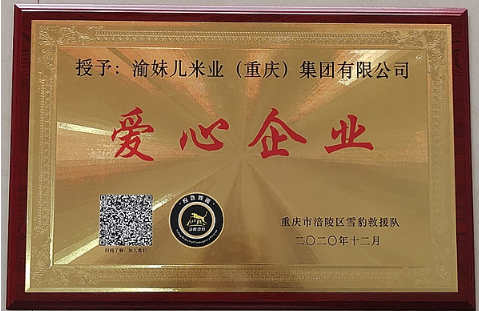 授予：渝妹儿米业（重庆）集团有限公司
爱心企业
重庆市涪陵区雪豹救援队
二〇二〇年十二月